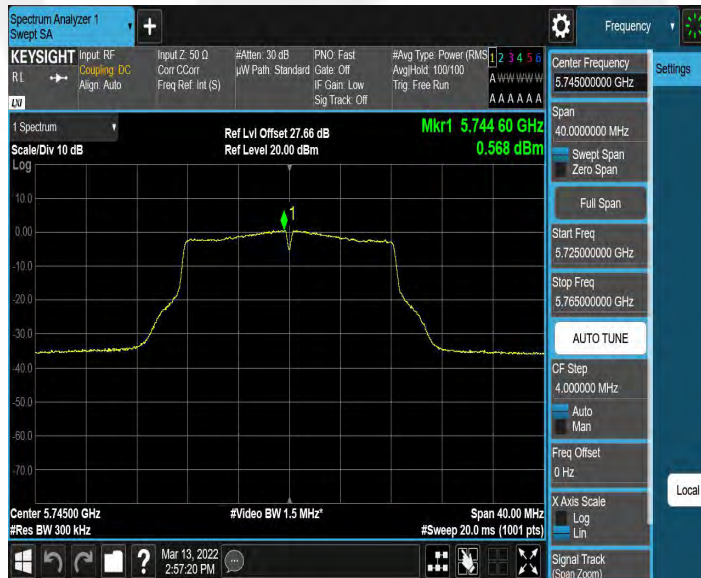 Spectrum Analyzer 1
Swept SA
Frequency
KEYSIGHT
RL
LXI
Input: RF
Coupling: DC
Align: Auto
Input Z: 50 Ω
Corr CCorr
Freq Ref: Int (S)
#Atten: 30 dB
µW Path: Standard
PNO: Fast
Gate: Off
IF Gain: Low
Sig Track: Off
#Avg Type: Power (RMS
Avg|Hold: 100/100
Trig: Free Run
1 2 3 4 5 6
A W W W W W
A A A A A A
1 Spectrum
Scale/Div 10 dB
Ref Lvl Offset 27.66 dB
Ref Level 20.00 dBm
Mkr1 5.744 60 GHz
0.568 dBm
Log
10.0
0.00
-10.0
-20.0
-30.0
-40.0
-50.0
-60.0
-70.0
1
Center 5.74500 GHz
#Res BW 300 kHz
#Video BW 1.5 MHz*
Span 40.00 MHz
#Sweep 20.0 ms (1001 pts)
Mar 13, 2022
2:57:20 PM
Center Frequency
5.745000000 GHz
Span
40.0000000 MHz
Swept Span
Zero Span
Full Span
Start Freq
5.725000000 GHz
Stop Freq
5.765000000 GHz
AUTO TUNE
CF Step
4.000000 MHz
Auto
Man
Freq Offset
0 Hz
X Axis Scale
Log
Lin
Signal Track
(Span Zoom)
Settings
Local